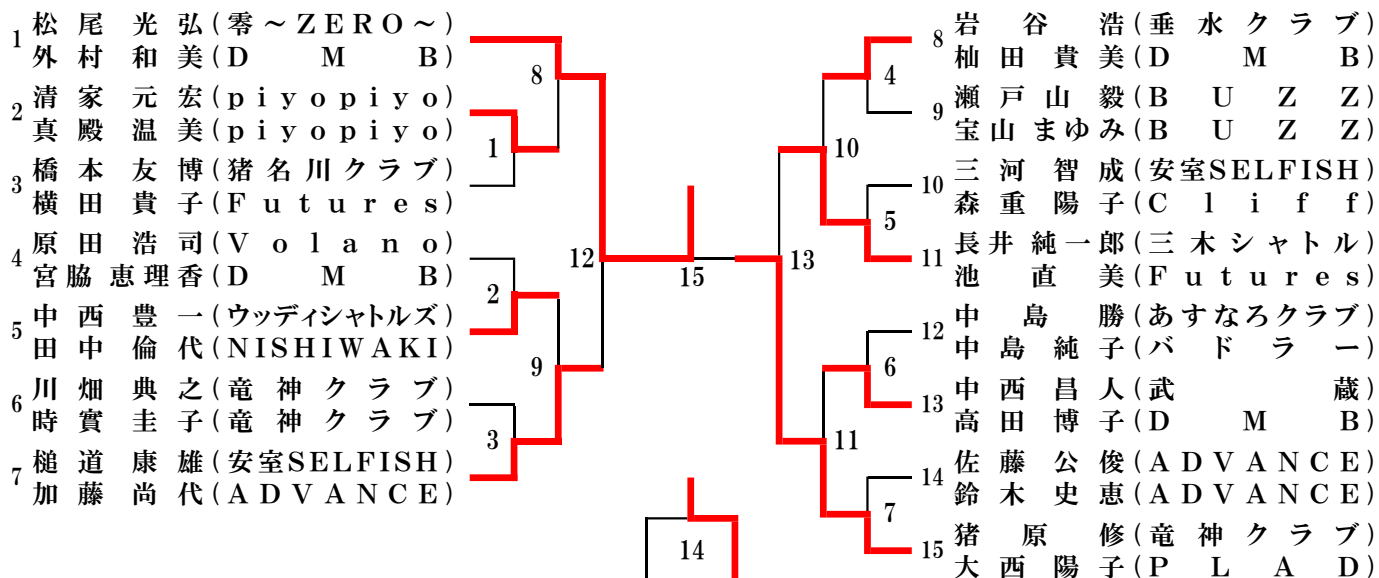 1 松尾光弘(零～ZERO～)
外村和美(DMB)
2 清家元宏(piyopiyo)
真殿温美(piyopiyo)
3 橋本友博(猪名川クラブ)
横田貴子(Futures)
4 原田浩司(Volano)
宮脇恵理香(DMB)
5 中西豊一(ウッディシャトルズ)
田中倫代(NISHIWAKI)
6 川畑典之(竜神クラブ)
時實圭子(竜神クラブ)
7 槌道康雄(安室SELFISH)
加藤尚代(ADVANCE)
8
1
2
9
3
12
15
14
13
10
4
5
6
11
7
8 岩谷浩(垂水クラブ)
杣田貴美(DMB)
9 瀬戸山毅(BUZZ)
宝山まゆみ(BUZZ)
10 三河智成(安室SELFISH)
森重陽子(Cliff)
11 長井純一郎(三木シャトル)
池直美(Futures)
12 中島勝(あすなろクラブ)
中島純子(バドラー)
13 中西昌人(武蔵)
高田博子(DMB)
14 佐藤公俊(ADVANCE)
鈴木史恵(ADVANCE)
15 猪原修(竜神クラブ)
大西陽子(PLAD)